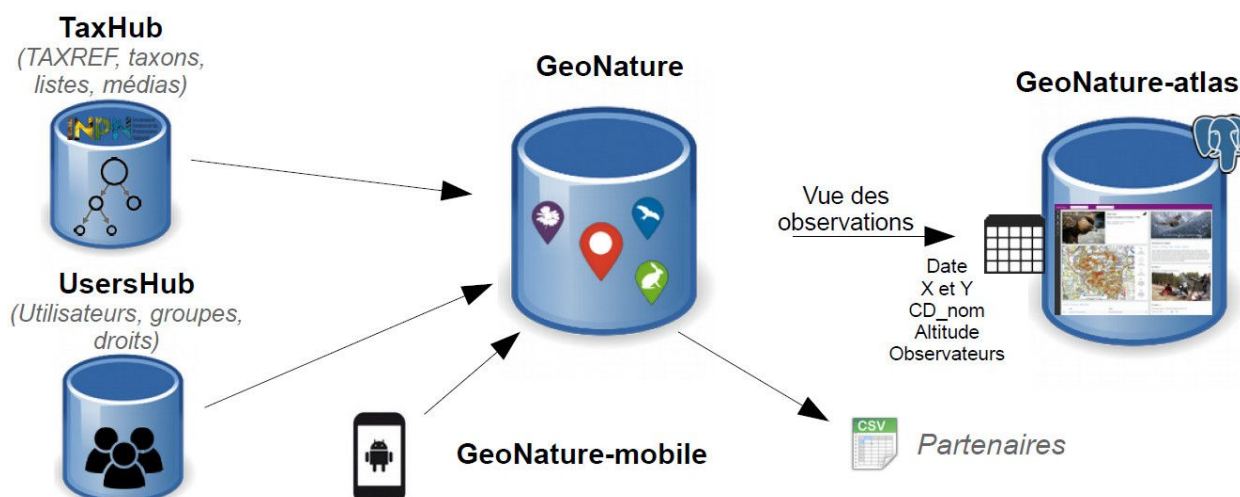 TaxHub
(TAXREF, taxons,
listes, médias)
INPN
UsersHub
(Utilisateurs, groupes,
droits)
GeoNature
GeoNature-mobile
Vue des
observations
Date
X et Y
CD_nom
Altitude
Observateurs
GeoNature-atlas
CSV
Partenaires